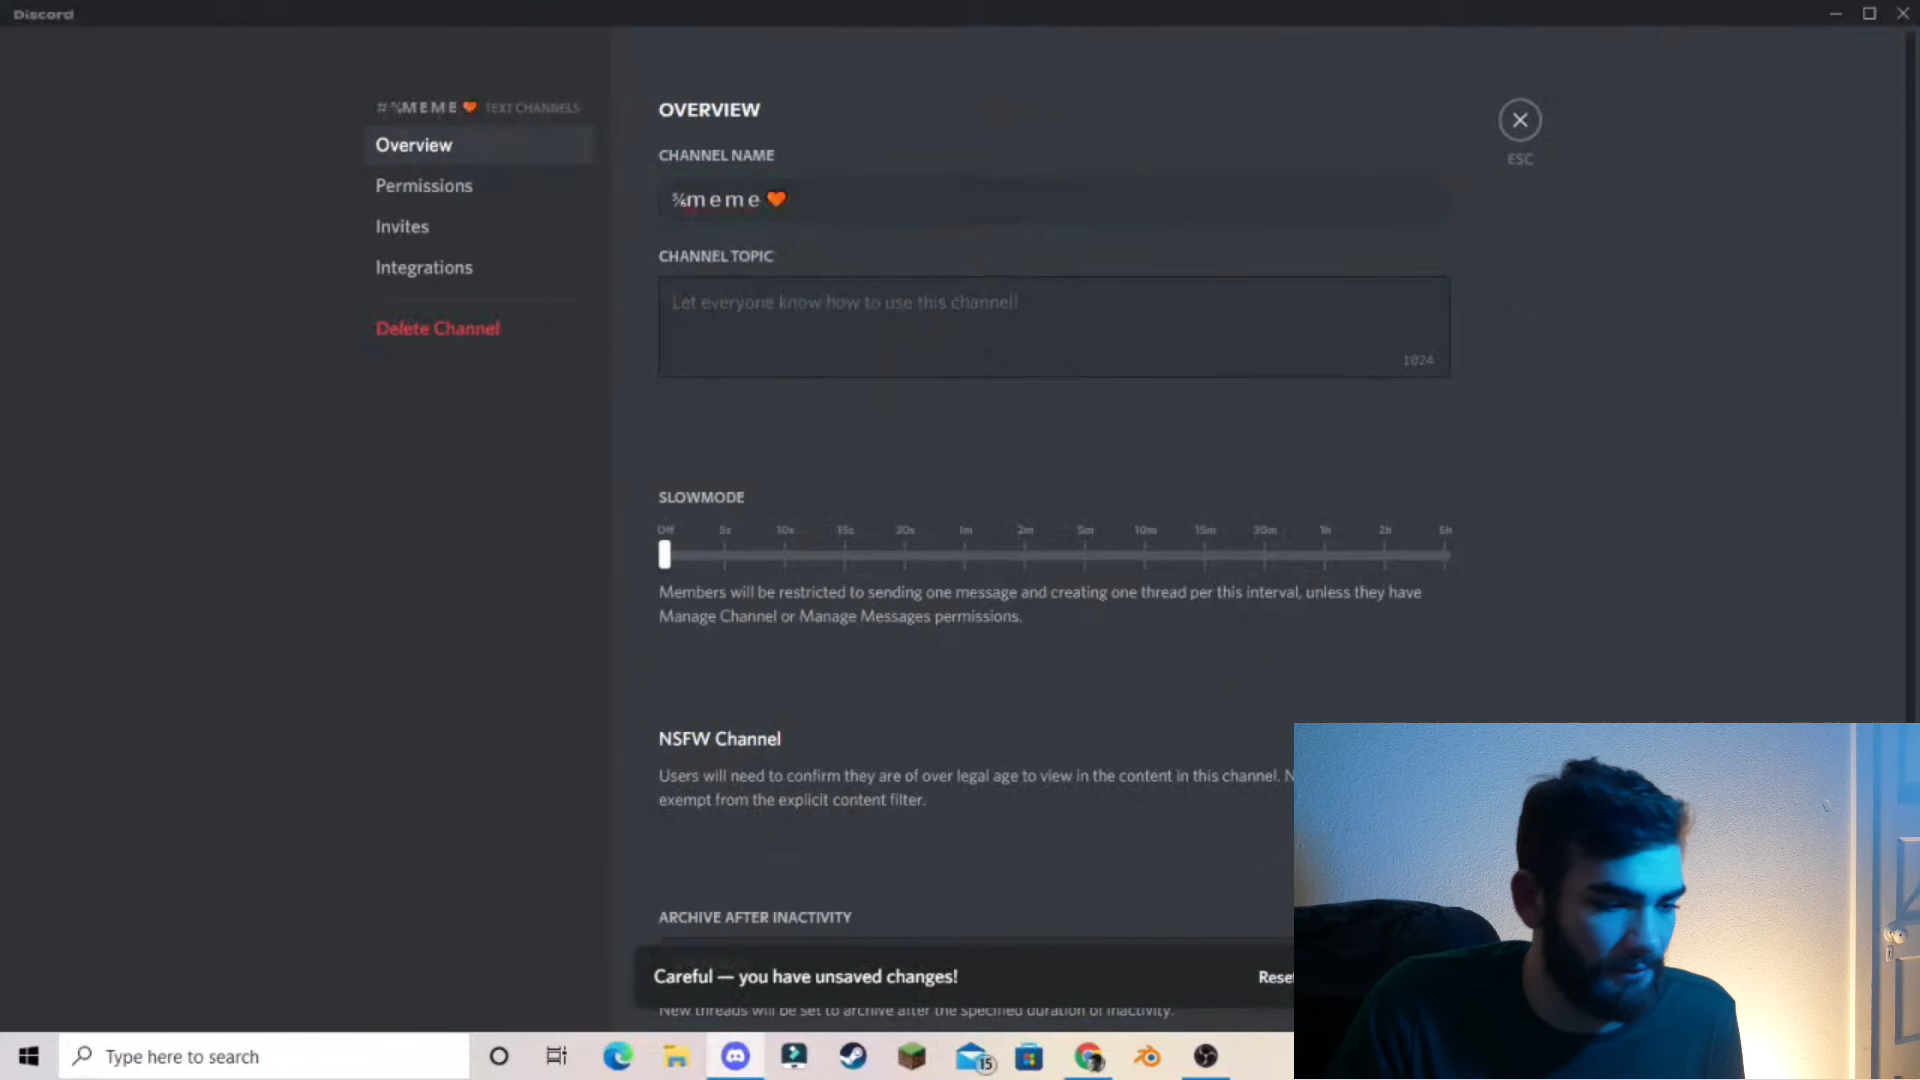 Discord
# ⅝MEME🧡 TEXT CHANNELS
Overview
Permissions
Invites
Integrations
Delete Channel
OVERVIEW
CHANNEL NAME
⅝meme🧡
CHANNEL TOPIC
Let everyone know how to use this channel!
1024
ESC
SLOWMODE
Off 5s 10s 15s 30s 1m 2m 5m 10m 15m 30m 1h 2h 6h
Members will be restricted to sending one message and creating one thread per this interval, unless they have
Manage Channel or Manage Messages permissions.
NSFW Channel
Users will need to confirm they are of over legal age to view in the content in this channel. N
exempt from the explicit content filter.
ARCHIVE AFTER INACTIVITY
Careful — you have unsaved changes!
Reset
New threads will be set to archive after the specified duration of inactivity.
Type here to search
15